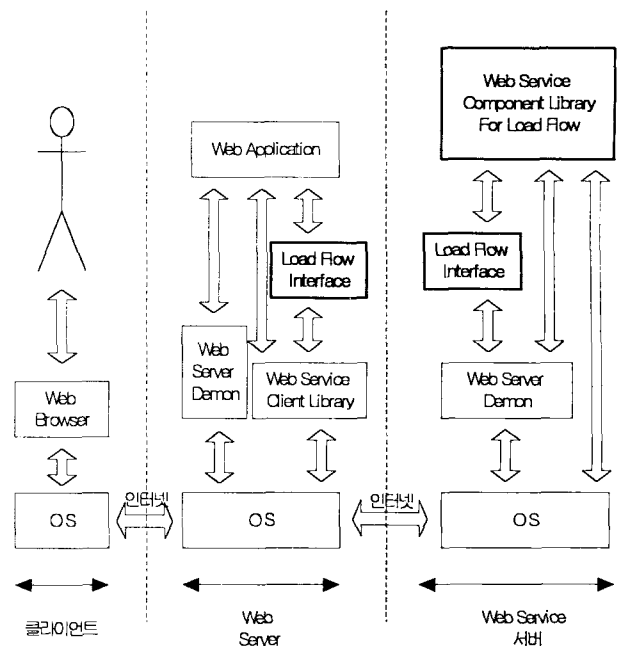 Web Service
Component Library
For Load Flow
Web Application
Load Flow
Interface
Load Flow
Interface
Web
Server
Demon
Web Service
Client Library
Web Server
Demon
Web
Browser
인터넷
인터넷
OS
OS
OS
클라이언트
Web
Server
Web Service
서버